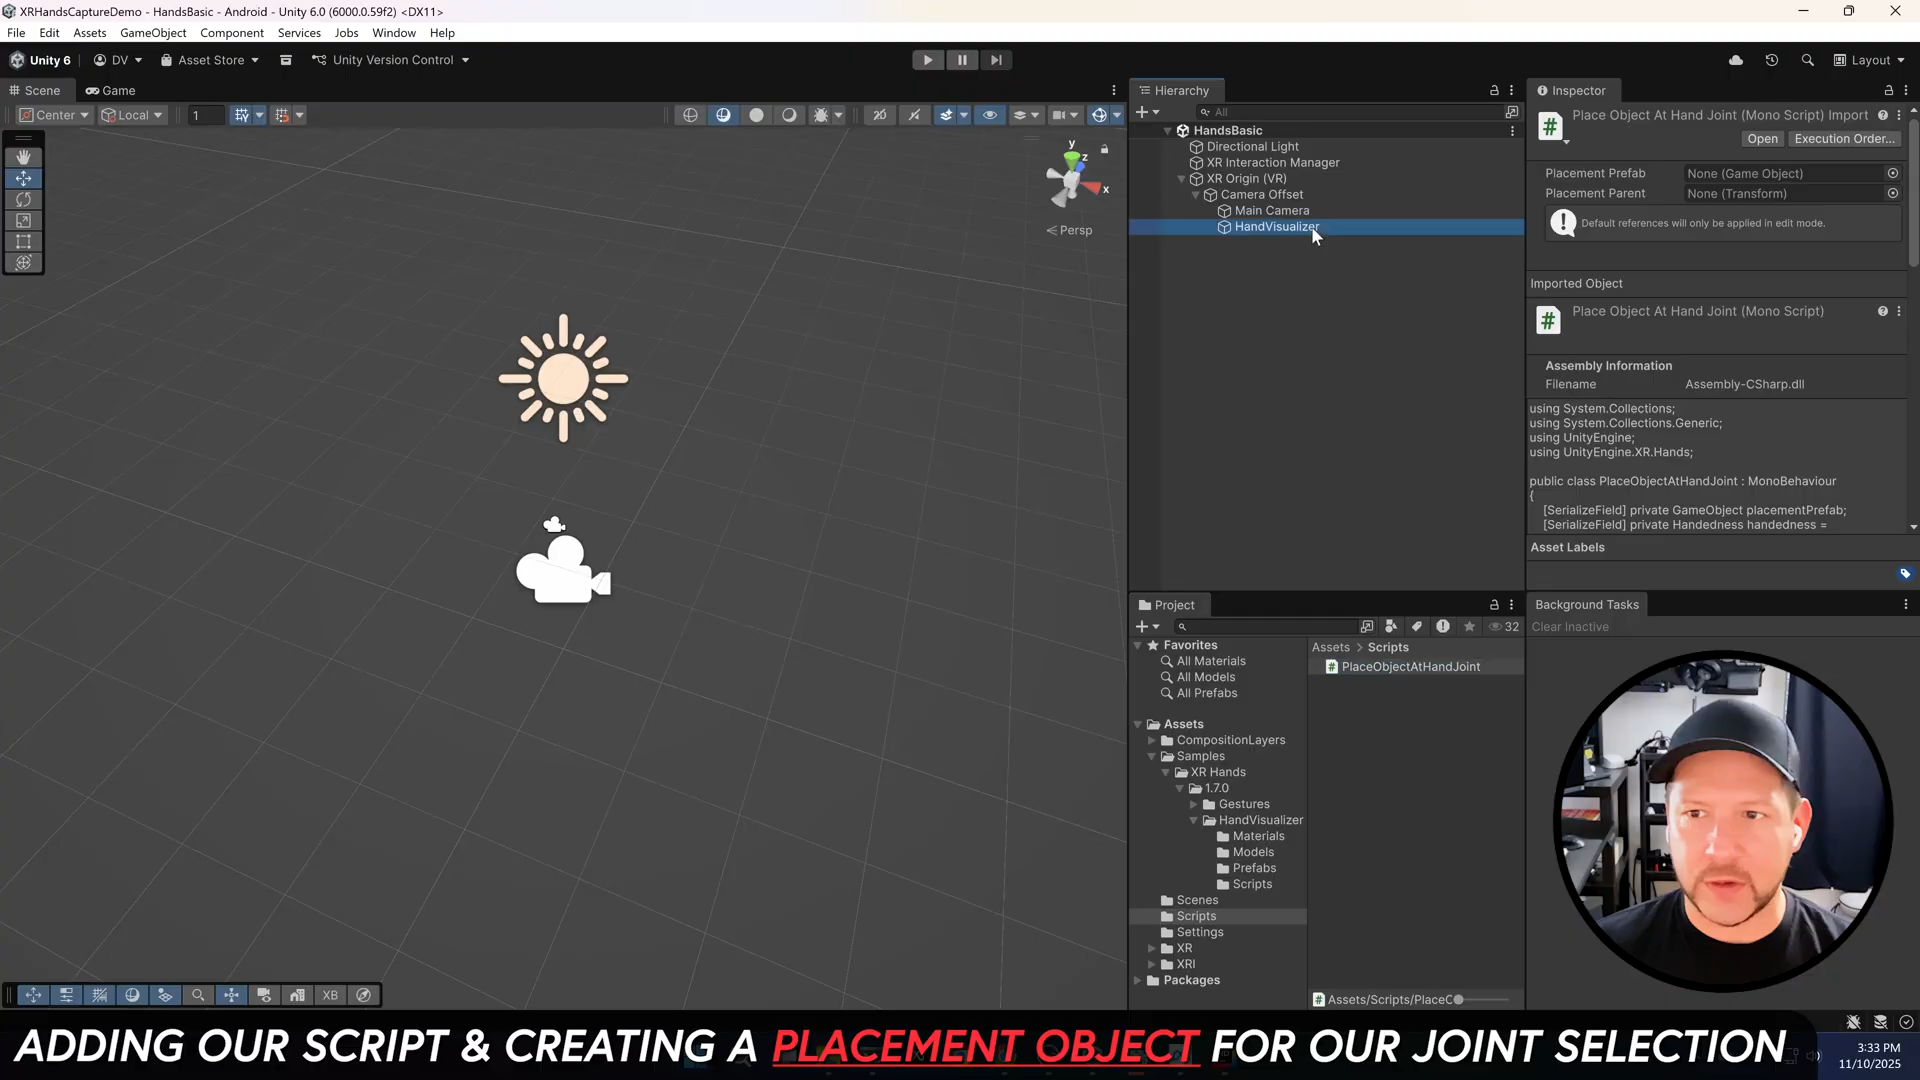 XRHandsCaptureDemo - HandsBasic - Android - Unity 6.0 (6000.0.59f2) <DX11>
File Edit Assets GameObject Component Services Jobs Window Help
Unity 6 DV Asset Store Unity Version Control Layout
Scene Game
Center Local 1 2D
y z x
Persp
Hierarchy
All
HandsBasic
Directional Light
XR Interaction Manager
XR Origin (VR)
Camera Offset
Main Camera
HandVisualizer
Inspector
Place Object At Hand Joint (Mono Script) Import
Open Execution Order...
Placement Prefab None (Game Object)
Placement Parent None (Transform)
Default references will only be applied in edit mode.
Imported Object
Place Object At Hand Joint (Mono Script)
Assembly Information
Filename Assembly-CSharp.dll
using System.Collections;
using System.Collections.Generic;
using UnityEngine;
using UnityEngine.XR.Hands;
public class PlaceObjectAtHandJoint : MonoBehaviour
{
[SerializeField] private GameObject placementPrefab;
[SerializeField] private Handedness handedness =
Asset Labels
Project
32
Favorites
All Materials
All Models
All Prefabs
Assets
CompositionLayers
Samples
XR Hands
1.7.0
Gestures
HandVisualizer
Materials
Models
Prefabs
Scripts
Scenes
Scripts
Settings
XR
XRI
Packages
Assets > Scripts
PlaceObjectAtHandJoint
Assets/Scripts/PlaceO
Background Tasks
Clear Inactive
XB
ADDING OUR SCRIPT & CREATING A PLACEMENT OBJECT FOR OUR JOINT SELECTION
3:33 PM
11/10/2025